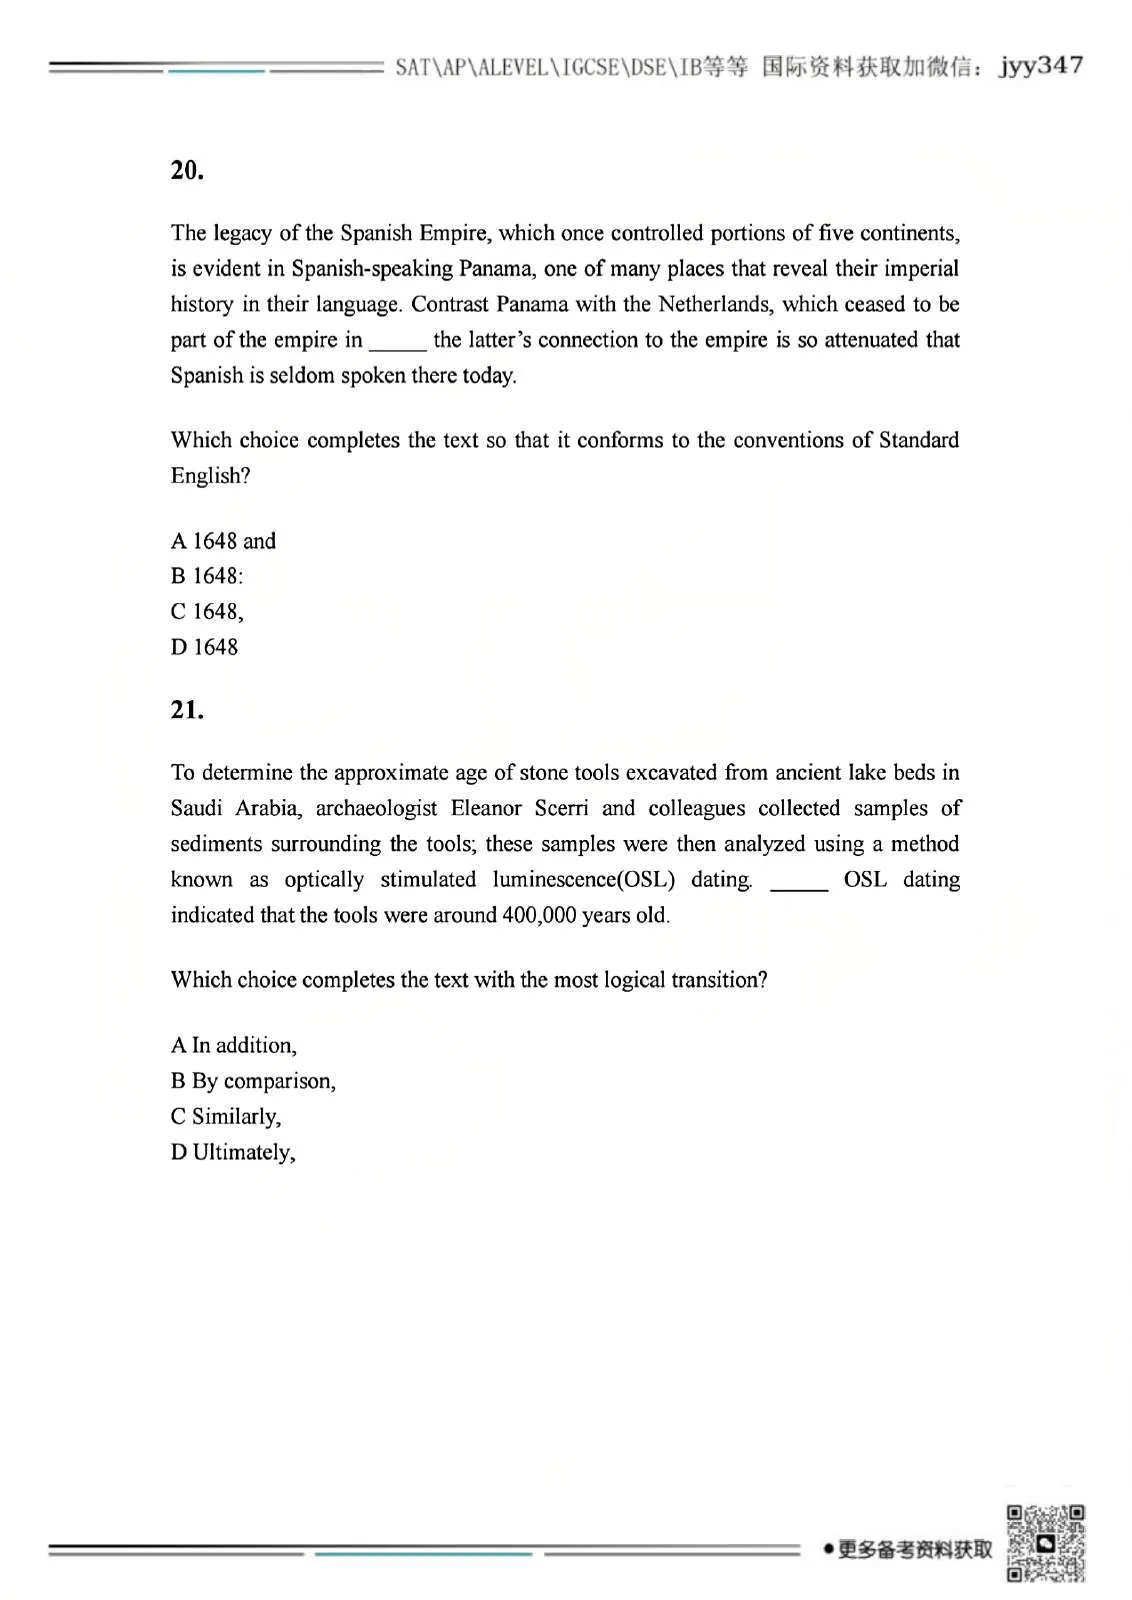 SAT\AP\ALEVEL\IGCSE\DSE\IB等等 国际资料获取加微信：jyy347
20.
The legacy of the Spanish Empire, which once controlled portions of five continents,
is evident in Spanish-speaking Panama, one of many places that reveal their imperial
history in their language. Contrast Panama with the Netherlands, which ceased to be
part of the empire in _____ the latter’s connection to the empire is so attenuated that
Spanish is seldom spoken there today.
Which choice completes the text so that it conforms to the conventions of Standard
English?
A 1648 and
B 1648:
C 1648,
D 1648
21.
To determine the approximate age of stone tools excavated from ancient lake beds in
Saudi Arabia, archaeologist Eleanor Scerri and colleagues collected samples of
sediments surrounding the tools; these samples were then analyzed using a method
known as optically stimulated luminescence(OSL) dating. _____ OSL dating
indicated that the tools were around 400,000 years old.
Which choice completes the text with the most logical transition?
A In addition,
B By comparison,
C Similarly,
D Ultimately,
●更多备考资料获取